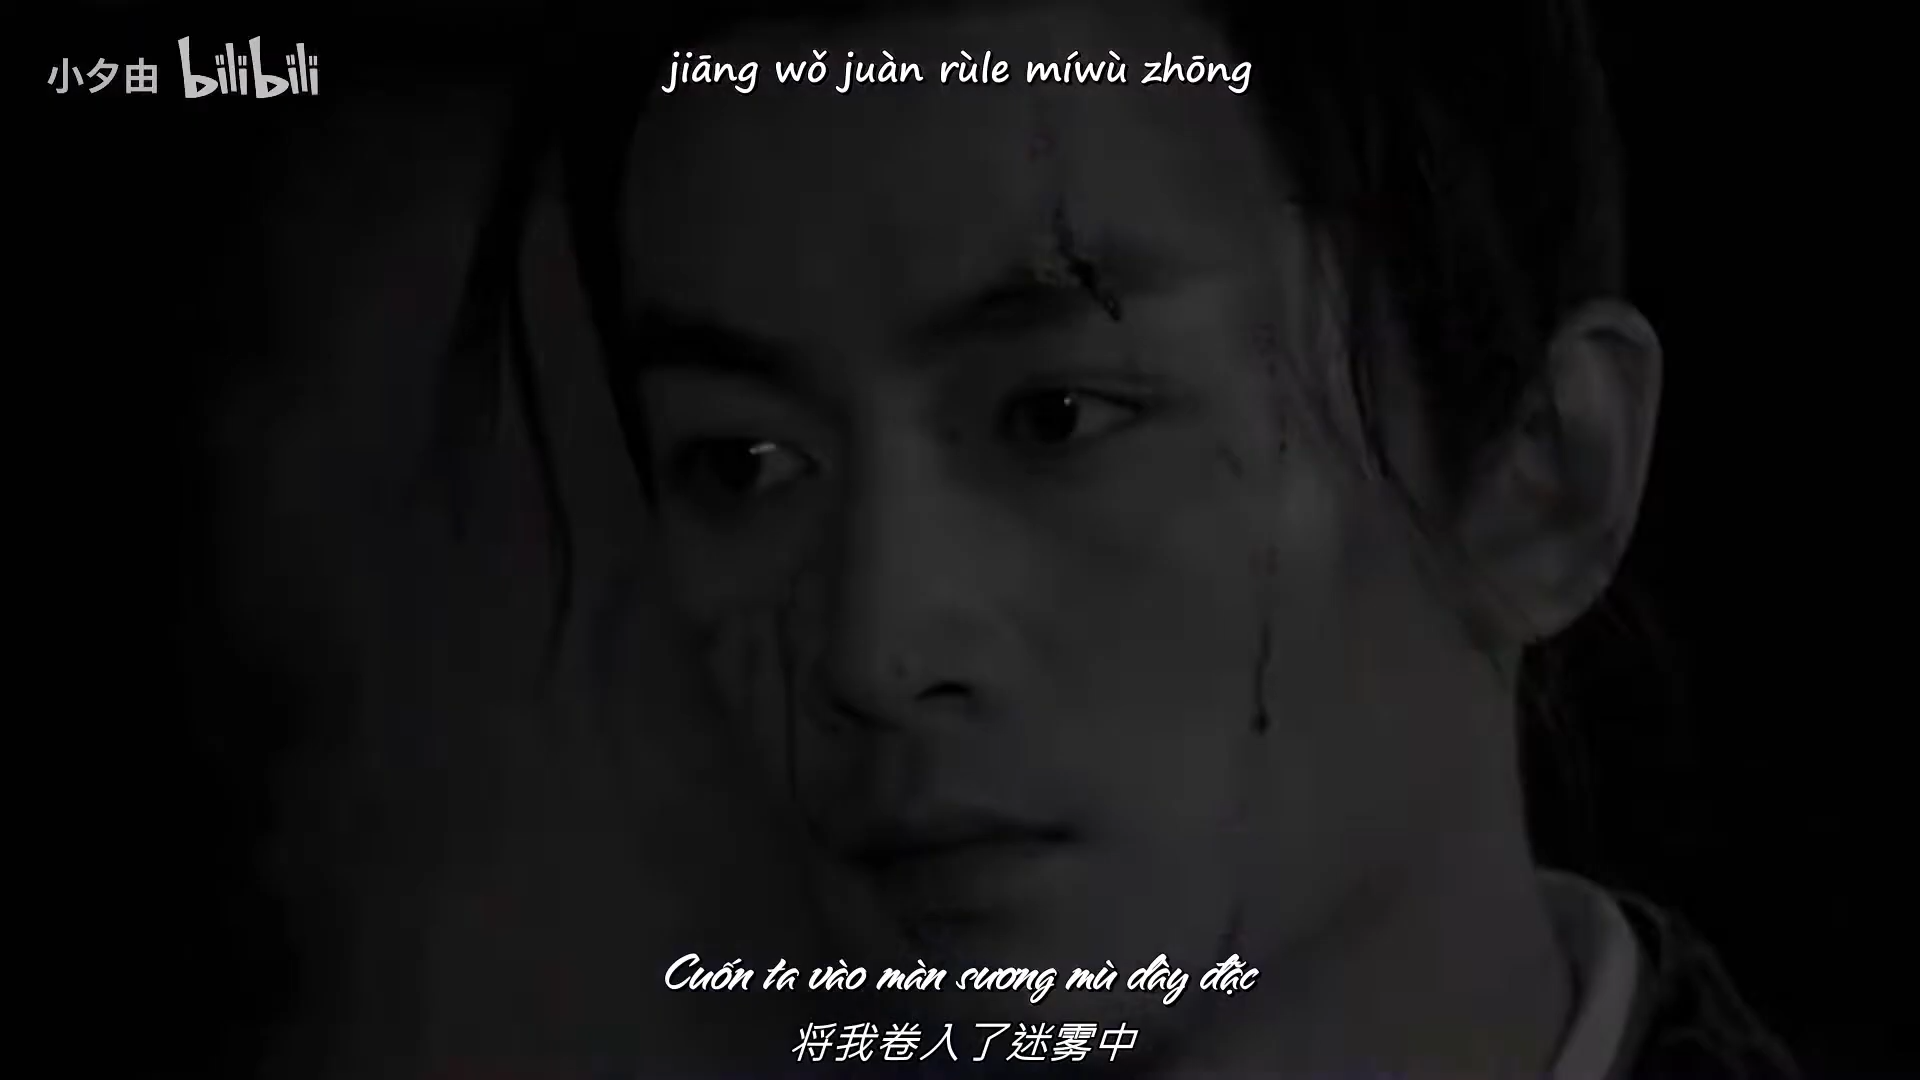 小夕由 bilibili
jiāng wǒ juàn rùle míwù zhōng
Cuốn ta vào màn sương mù dày đặc
将我卷入了迷雾中